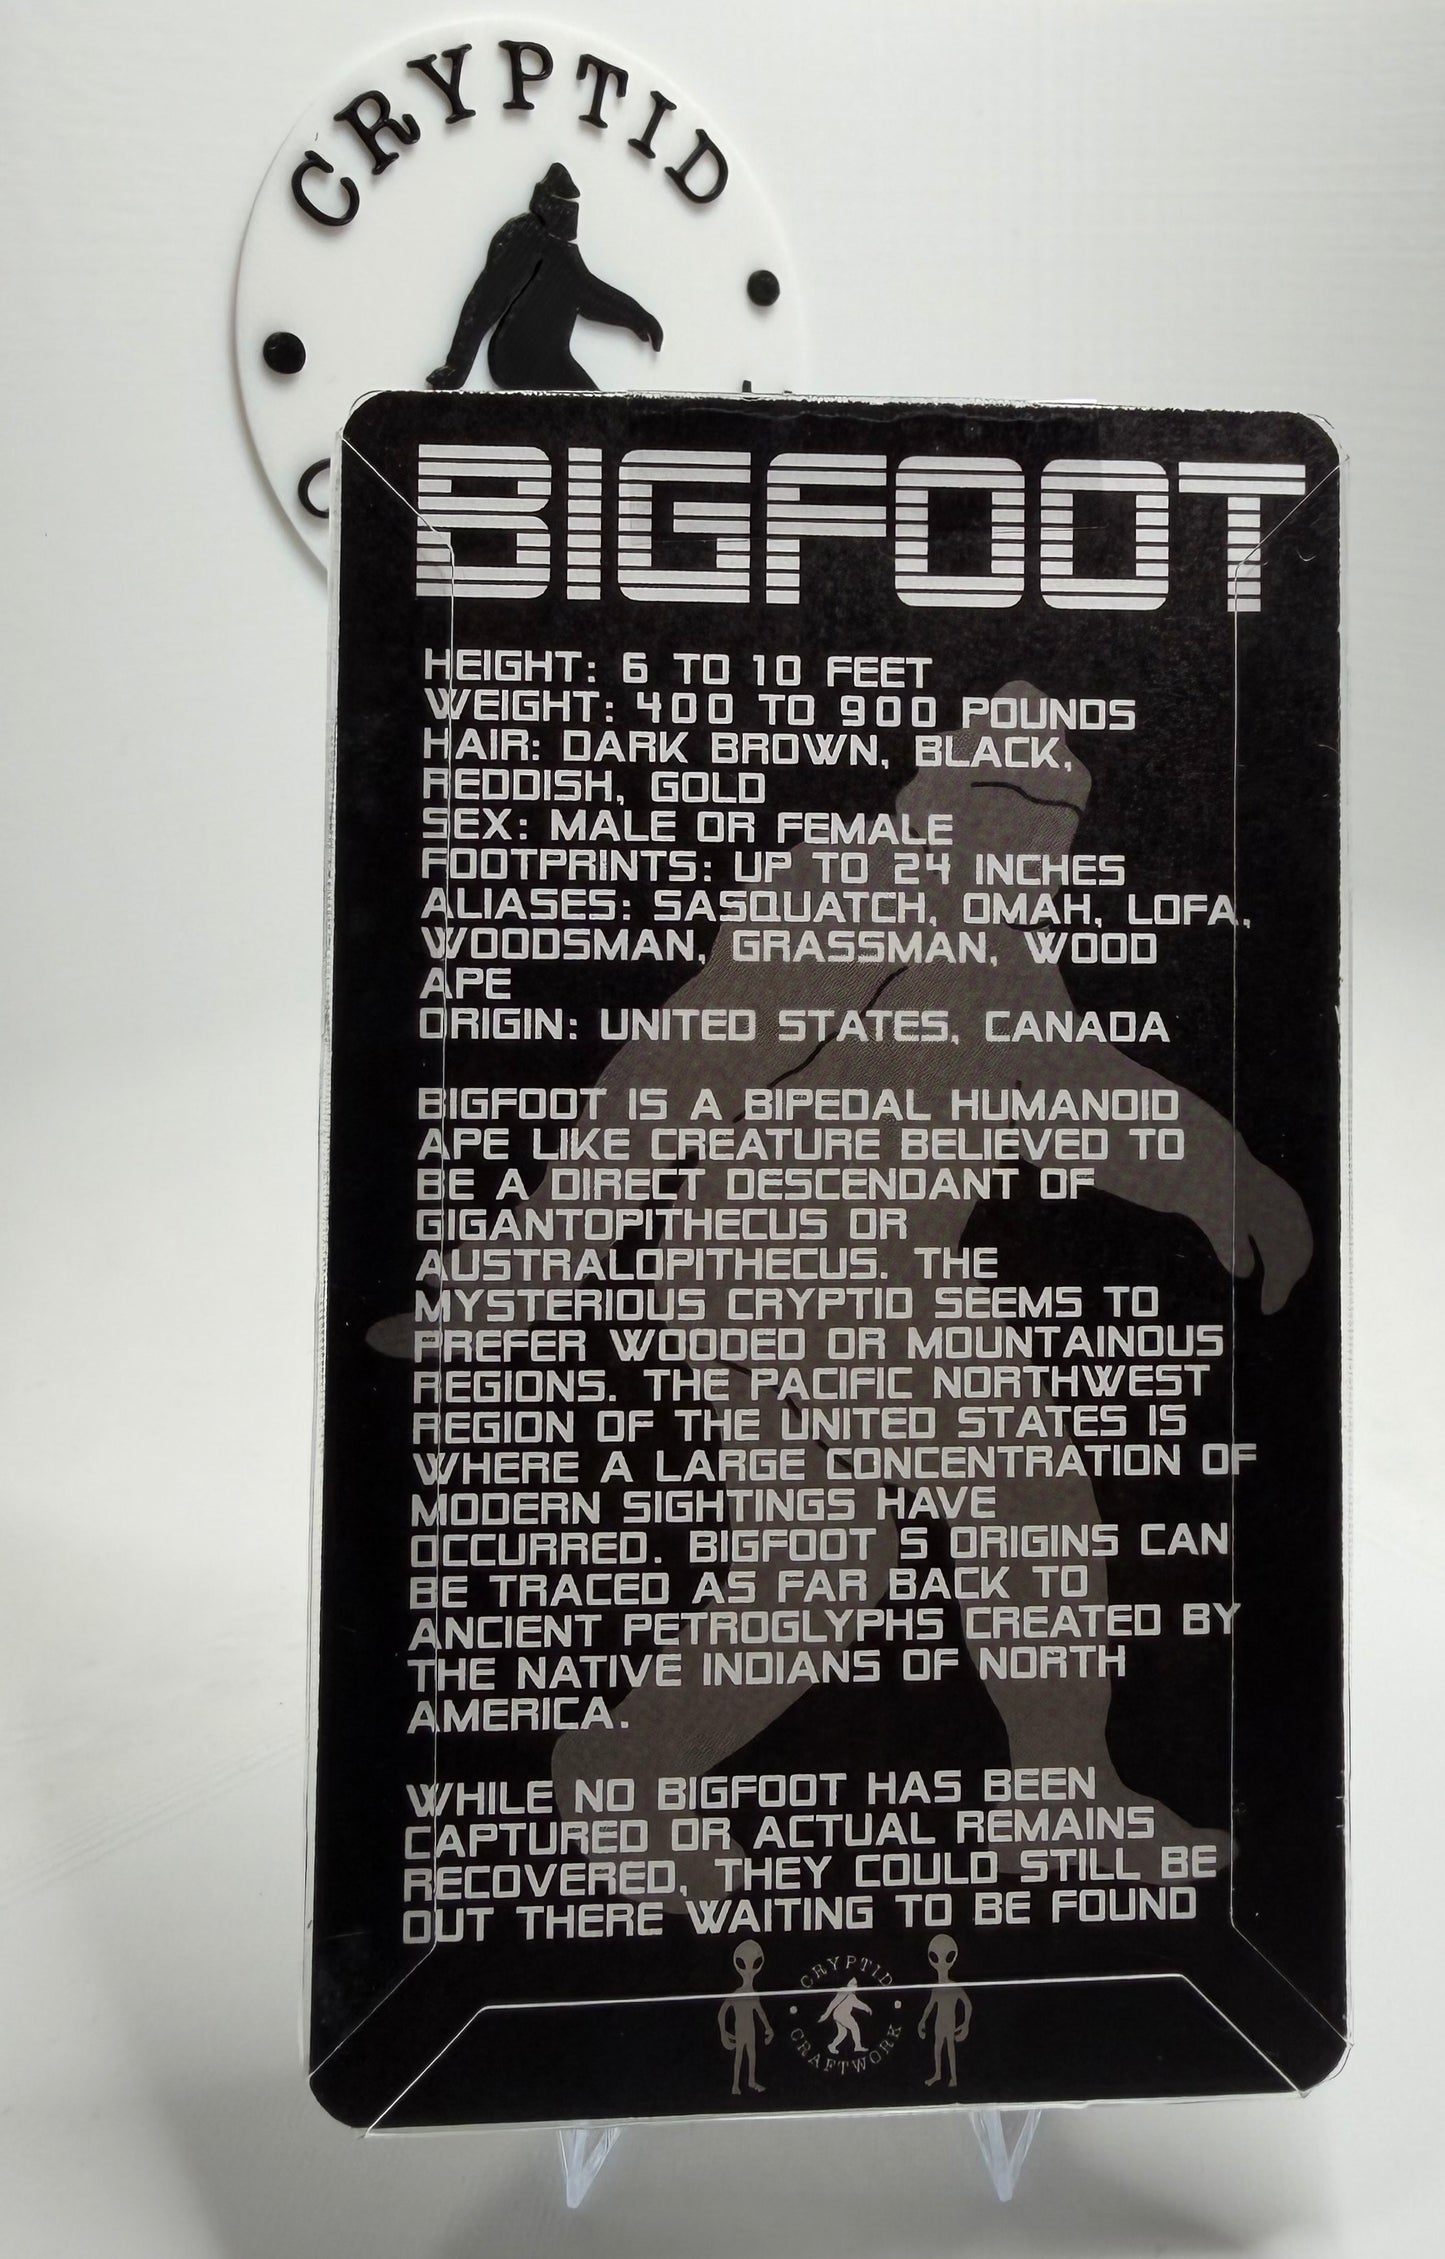 CRYPTID
C
BIGFOOT
HEIGHT: 6 TO 10 FEET
WEIGHT: 400 TO 900 POUNDS
HAIR: DARK BROWN, BLACK,
REDDISH, GOLD
SEX: MALE OR FEMALE
FOOTPRINTS: UP TO 24 INCHES
ALIASES: SASQUATCH, OMAH, LOFA,
WOODSMAN, GRASSMAN, WOOD
APE
ORIGIN: UNITED STATES, CANADA
BIGFOOT IS A BIPEDAL HUMANOID
APE LIKE CREATURE BELIEVED TO
BE A DIRECT DESCENDANT OF
GIGANTOPITHECUS OR
AUSTRALOPITHECUS. THE
MYSTERIOUS CRYPTID SEEMS TO
PREFER WOODED OR MOUNTAINOUS
REGIONS. THE PACIFIC NORTHWEST
REGION OF THE UNITED STATES IS
WHERE A LARGE CONCENTRATION OF
MODERN SIGHTINGS HAVE
OCCURRED. BIGFOOT S ORIGINS CAN
BE TRACED AS FAR BACK TO
ANCIENT PETROGLYPHS CREATED BY
THE NATIVE INDIANS OF NORTH
AMERICA.
WHILE NO BIGFOOT HAS BEEN
CAPTURED OR ACTUAL REMAINS
RECOVERED, THEY COULD STILL BE
OUT THERE WAITING TO BE FOUND
CRYPTID
CRAFTWORK